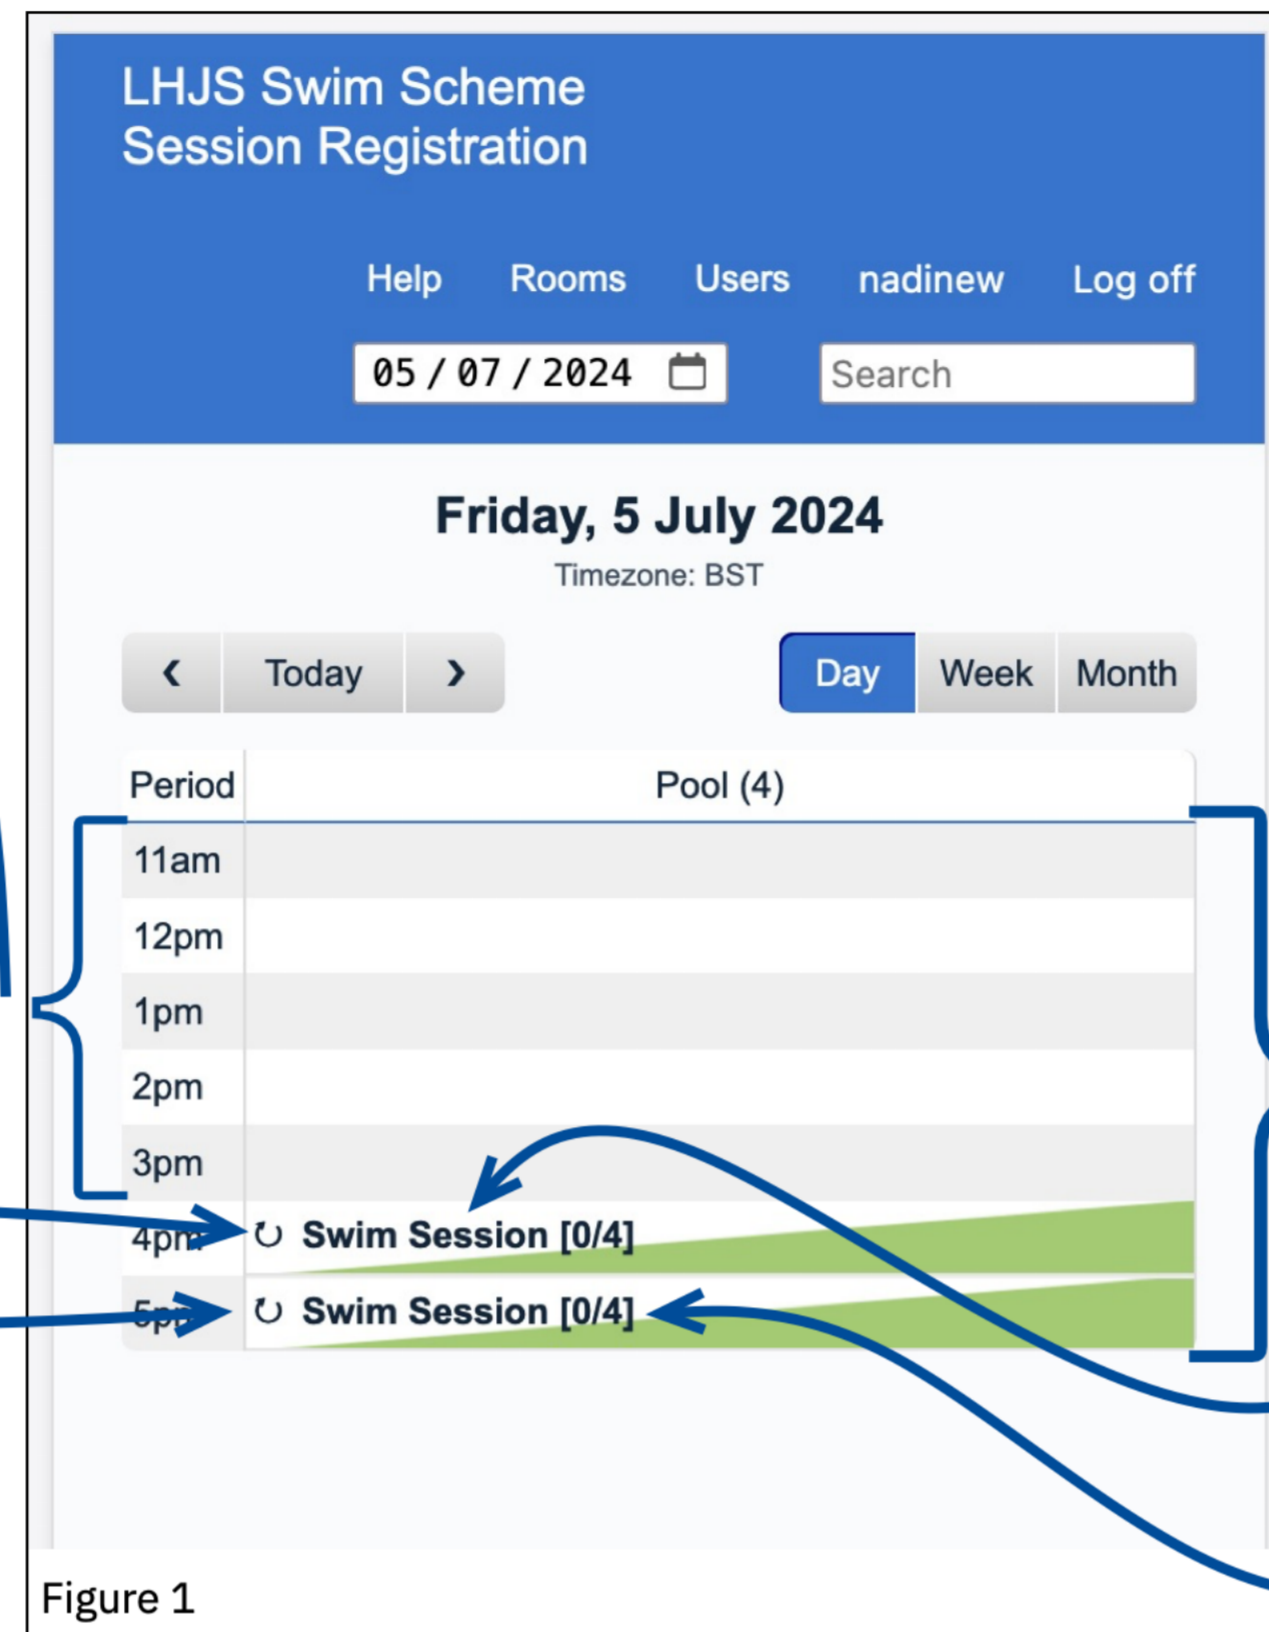 LHJS Swim Scheme
Session Registration
Help Rooms Users nadinew Log off
05/07/2024 Search
Friday, 5 July 2024
Timezone: BST
‹ Today › Day Week Month
Period Pool (4)
11am
12pm
1pm
2pm
3pm
4pm ↻ Swim Session [0/4]
5pm ↻ Swim Session [0/4]
Figure 1